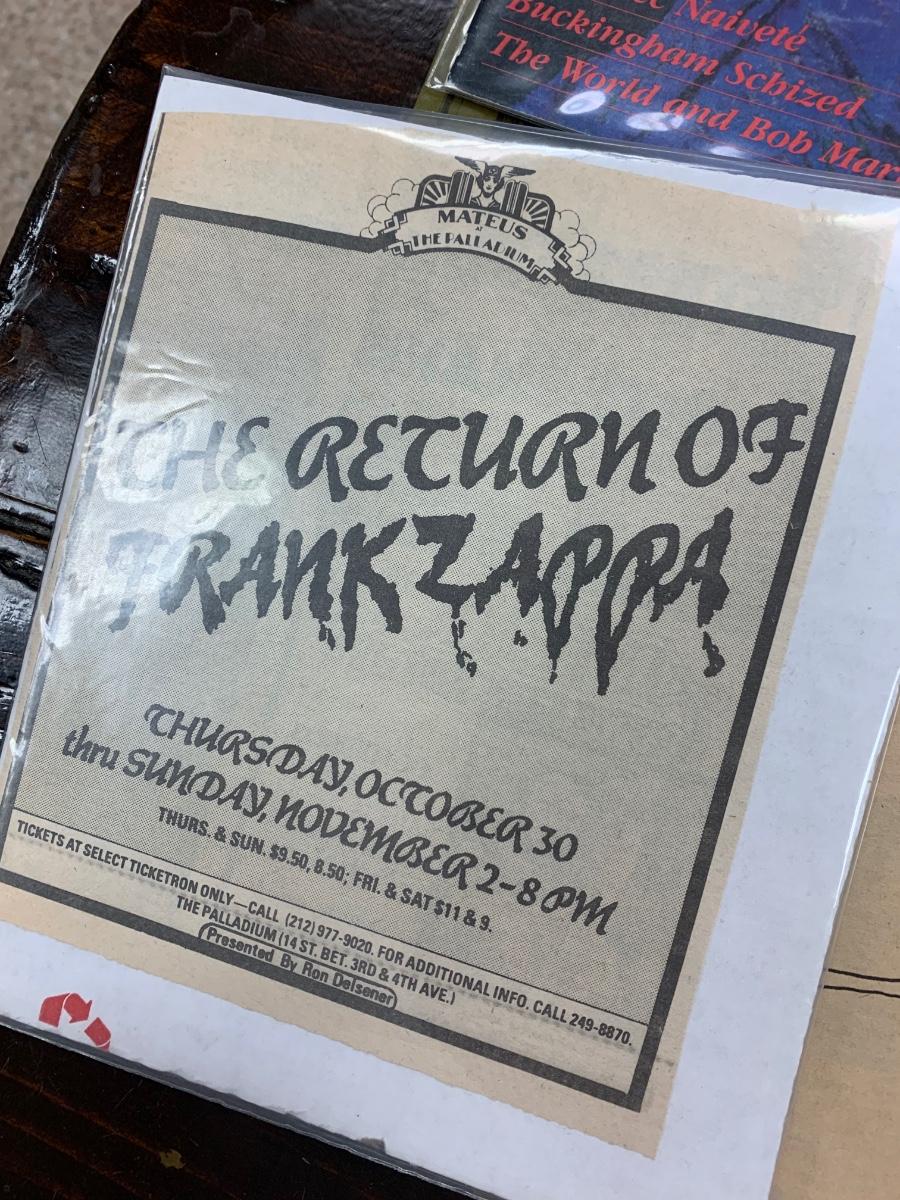 Naiveté
Buckingham Schized
The World and Bob Mar
MATEUS
AT
THE PALLADIUM
THE RETURN OF
FRANK ZAPPA
THURSDAY, OCTOBER 30
thru SUNDAY, NOVEMBER 2-8 PM
THURS. & SUN. $9.50, 8.50; FRI. & SAT $11 & 9.
TICKETS AT SELECT TICKETRON ONLY—CALL (212) 977-9020. FOR ADDITIONAL INFO. CALL 249-8870.
THE PALLADIUM (14 ST. BET. 3RD & 4TH AVE.)
Presented By Ron Delsener